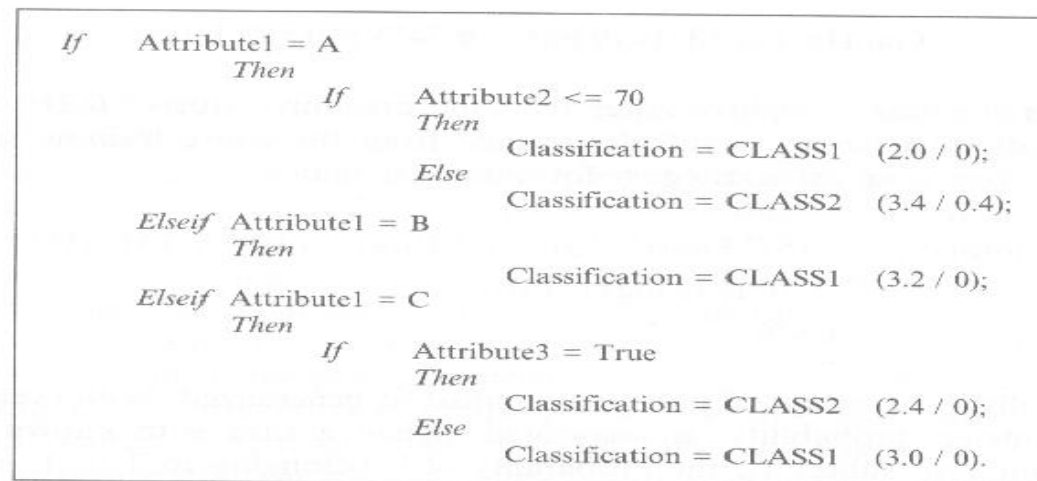 If Attribute1 = A
Then
If Attribute2 <= 70
Then
Classification = CLASS1 (2.0 / 0);
Else
Classification = CLASS2 (3.4 / 0.4);
Elseif Attribute1 = B
Then
Classification = CLASS1 (3.2 / 0);
Elseif Attribute1 = C
Then
If Attribute3 = True
Then
Classification = CLASS2 (2.4 / 0);
Else
Classification = CLASS1 (3.0 / 0).